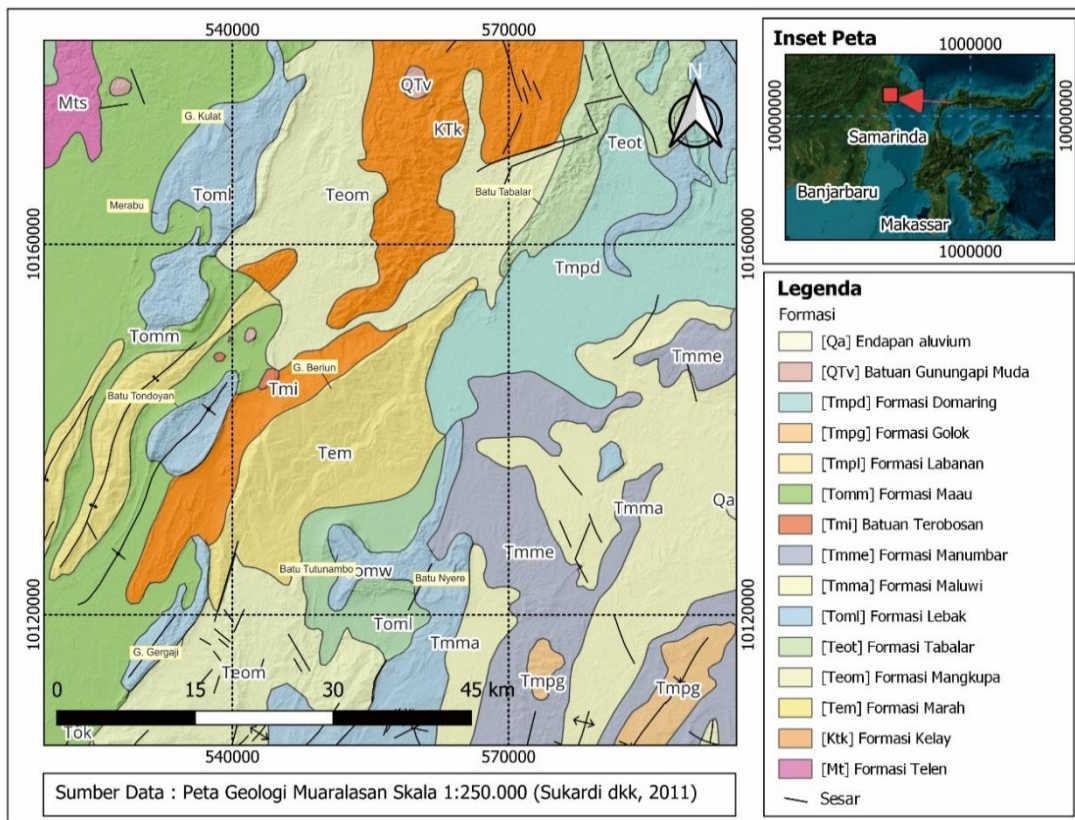 540000
570000
Mts
G. Kulat
QTv
KTk
N
Teot
Merabu
Toml
Teom
Batu Tabalar
10160000
10160000
Tmpd
Tomm
Tmme
G. Beriun
Tmi
Batu Tondoyan
Tem
Qa
Tmma
Tmme
Batu Tutunambo
omw
Batu Nyere
10120000
10120000
Toml
Tmma
G. Gergaji
Teom
Tmpg
Tmpg
0
15
30
45 km
Tok
540000
570000
Sumber Data : Peta Geologi Muaralasan Skala 1:250.000 (Sukardi dkk, 2011)
Inset Peta
1000000
10000000
10000000
Samarinda
Banjarbaru
Makassar
1000000
Legenda
Formasi
[Qa] Endapan aluvium
[QTv] Batuan Gunungapi Muda
[Tmpd] Formasi Domaring
[Tmpg] Formasi Golok
[Tmpl] Formasi Labanan
[Tomm] Formasi Maau
[Tmi] Batuan Terobosan
[Tmme] Formasi Manumbar
[Tmma] Formasi Maluwi
[Toml] Formasi Lebak
[Teot] Formasi Tabalar
[Teom] Formasi Mangkupa
[Tem] Formasi Marah
[Ktk] Formasi Kelay
[Mt] Formasi Telen
Sesar